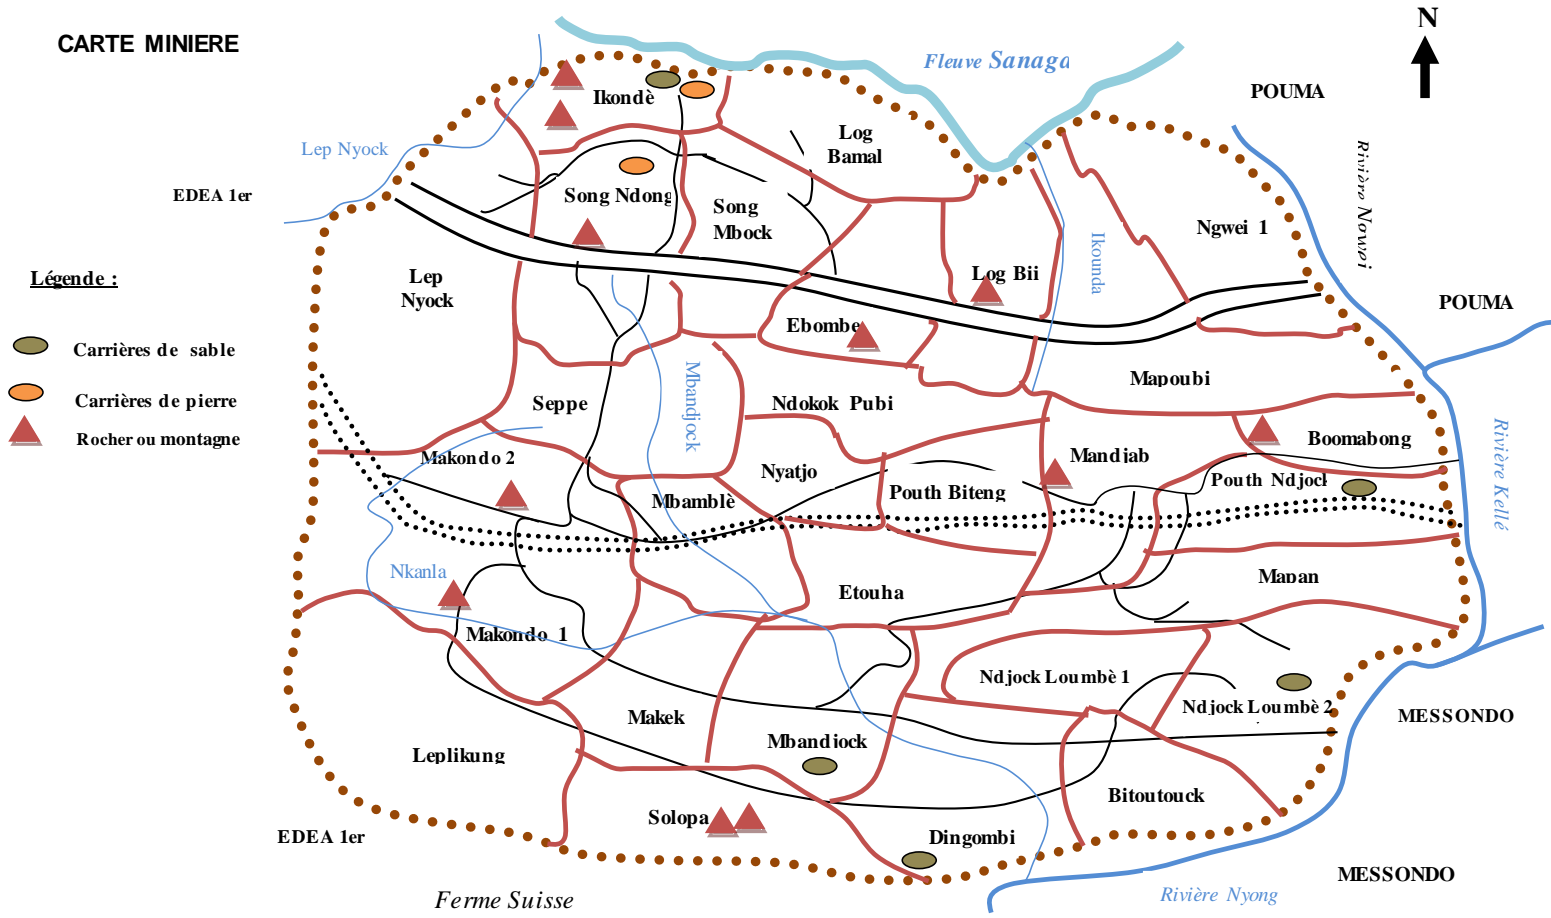 CARTE MINIERE
N
Fleuve Sanaga
POUMA
Ikondè
Log
Bamal
Lep Nyock
Rivière Ngwei
EDEA 1er
Song Ndong
Song
Mbock
Ngwei 1
Ikounda
Légende :
Lep
Nyock
Log Bii
POUMA
Ebombe
Carrières de sable
Mapoubi
Mbandjock
Carrières de pierre
Seppe
Ndokok Pubi
Rocher ou montagne
Boomabong
Rivière Kellé
Makondo 2
Nyatjo
Mandjab
Pouth Ndjock
Mbamblè
Pouth Biteng
Nkanla
Etouha
Mapan
Makondo 1
Ndjock Loumbè 1
Makek
Ndjock Loumbè 2
MESSONDO
Mbandjock
Leplikung
Bitoutouck
Solopa
EDEA 1er
Dingombi
MESSONDO
Ferme Suisse
Rivière Nyong